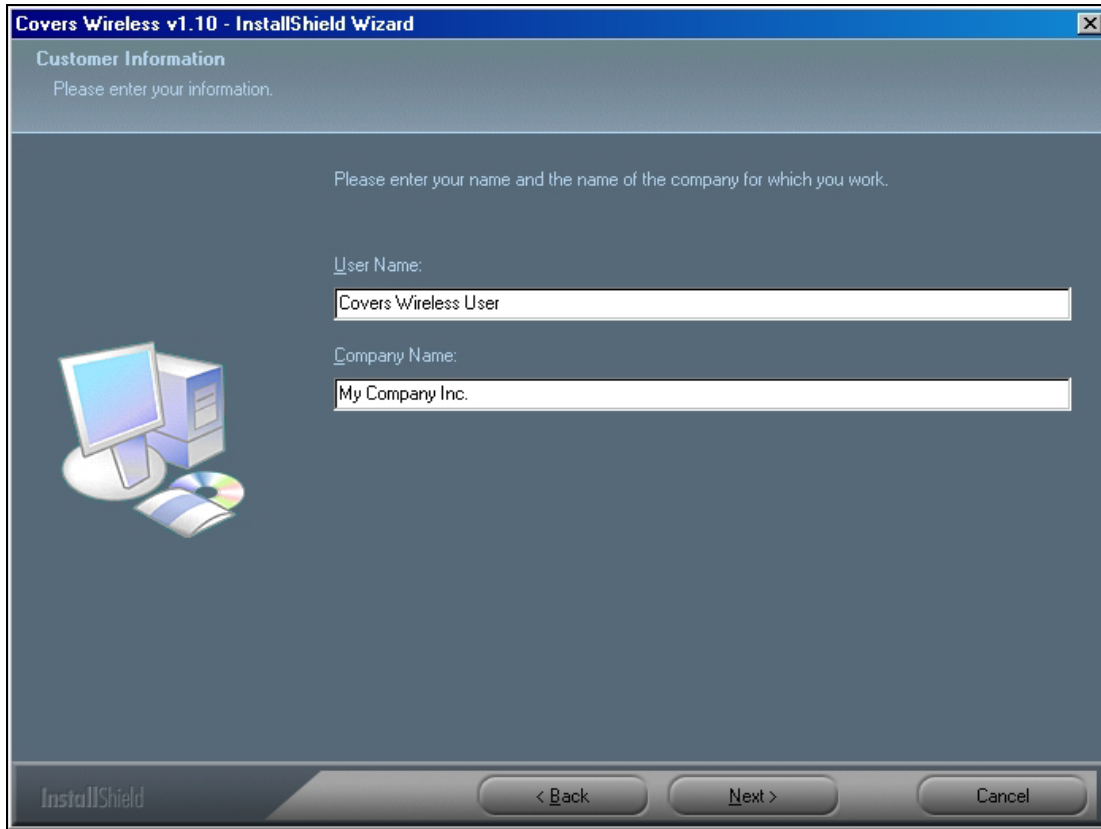 Covers Wireless v1.10 - InstallShield Wizard
Customer Information
Please enter your information.
Please enter your name and the name of the company for which you work.
User Name:
Covers Wireless User
Company Name:
My Company Inc.
InstallShield
< Back
Next >
Cancel